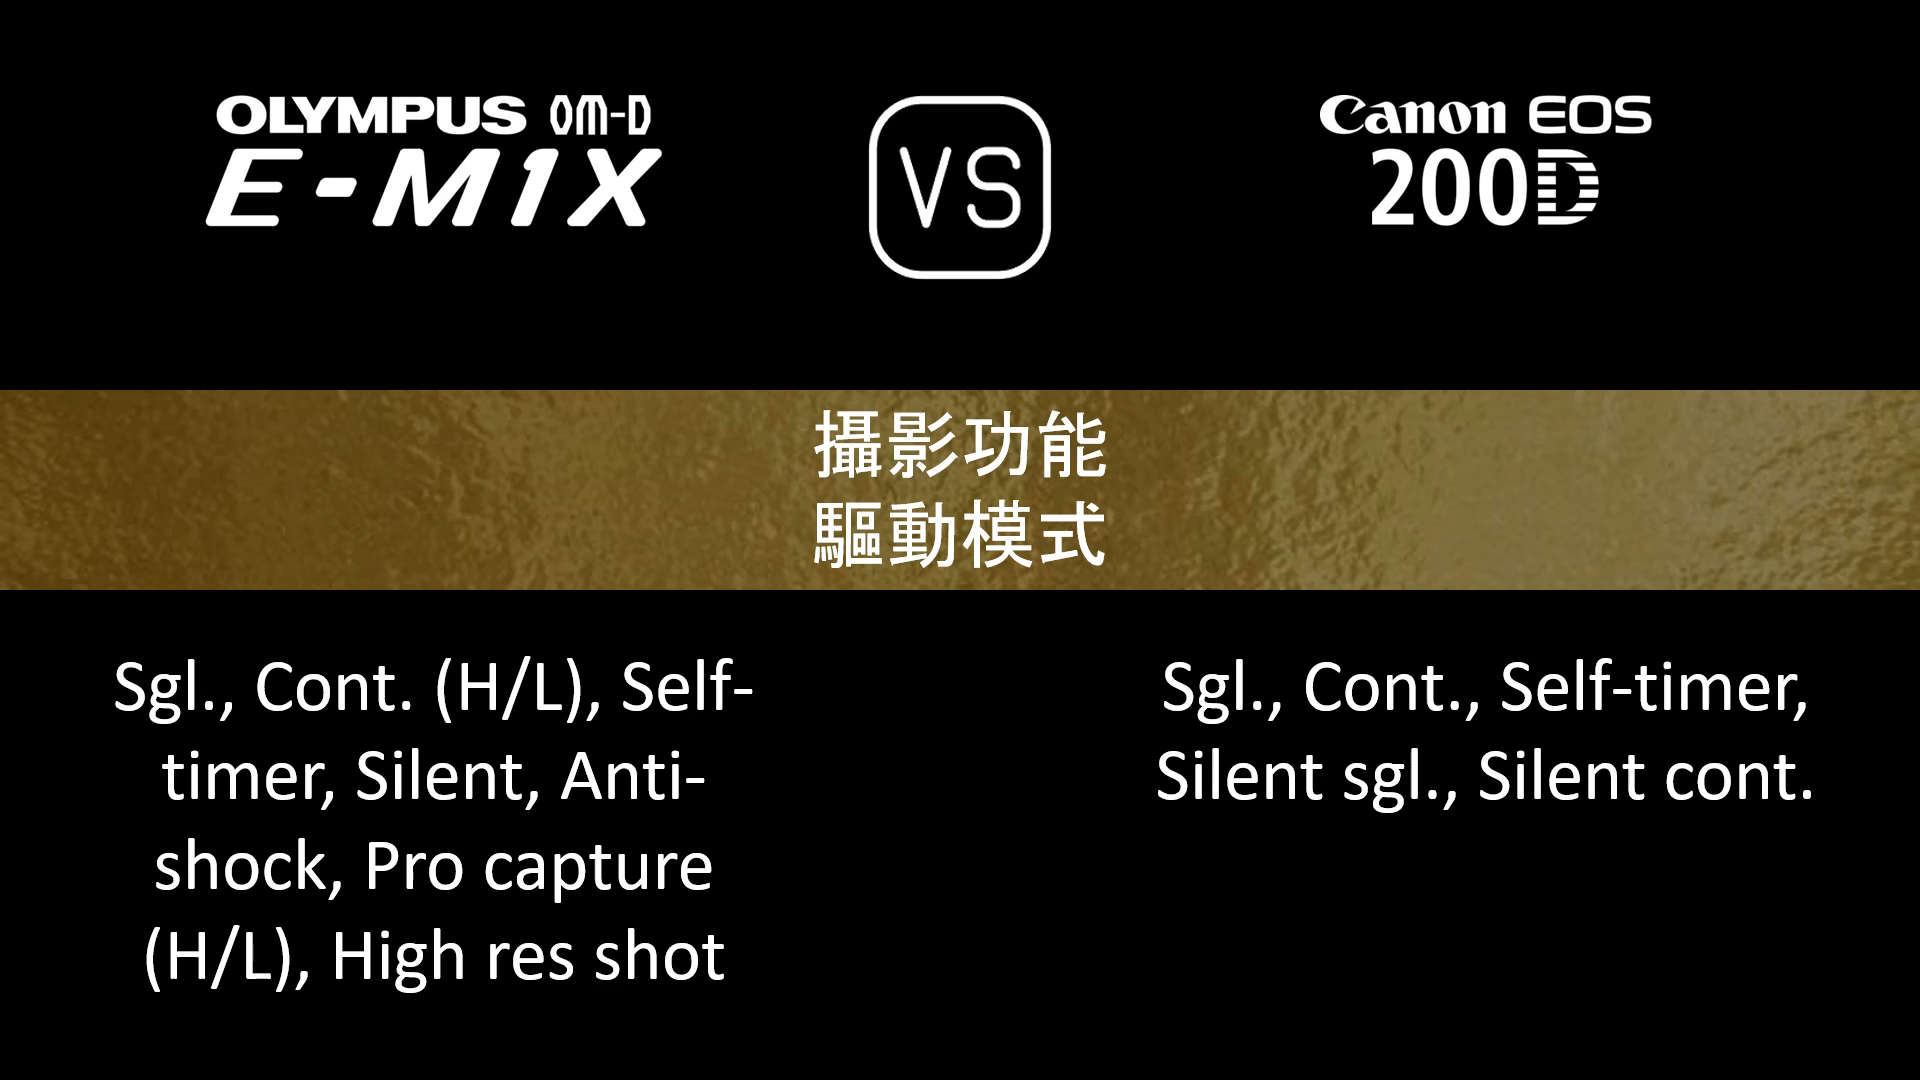 OLYMPUS OM-D
E-M1X
VS
Canon EOS
200D
攝影功能
驅動模式
Sgl., Cont. (H/L), Self-
timer, Silent, Anti-
shock, Pro capture
(H/L), High res shot
Sgl., Cont., Self-timer,
Silent sgl., Silent cont.